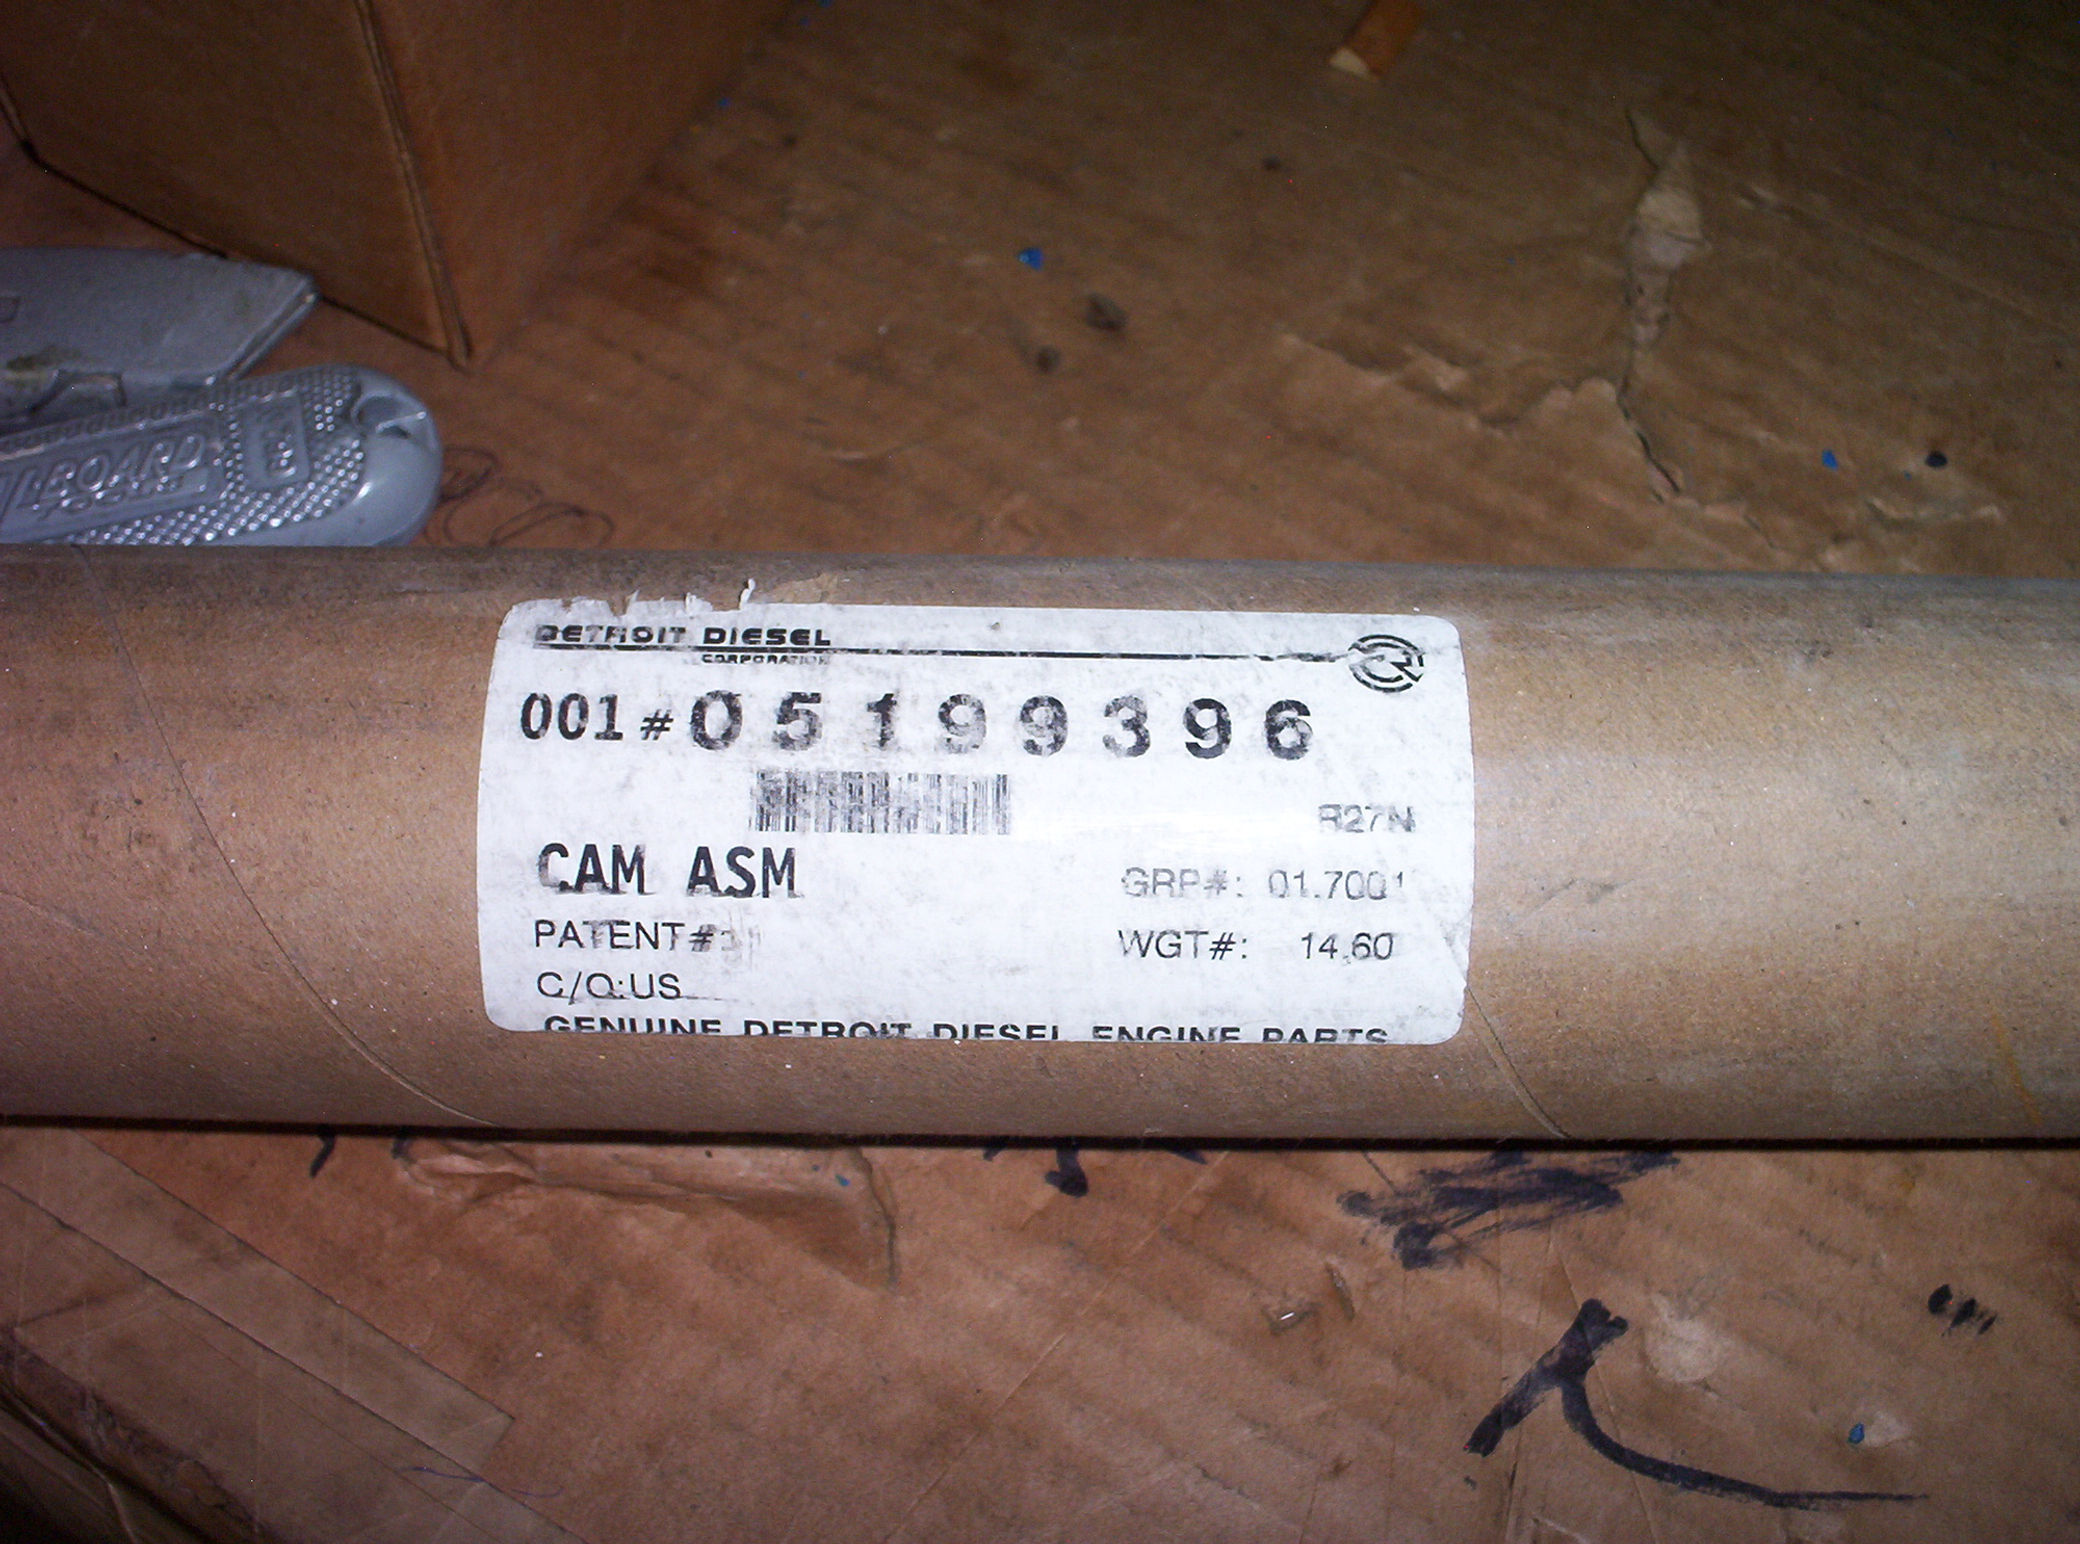 LBOARD
DETROIT DIESEL
CORPORATION
001# 05199396
R27N
CAM ASM
GRP#: 01.7001
PATENT#:
WGT#: 14.60
C/O:US
GENUINE DETROIT DIESEL ENGINE PARTS